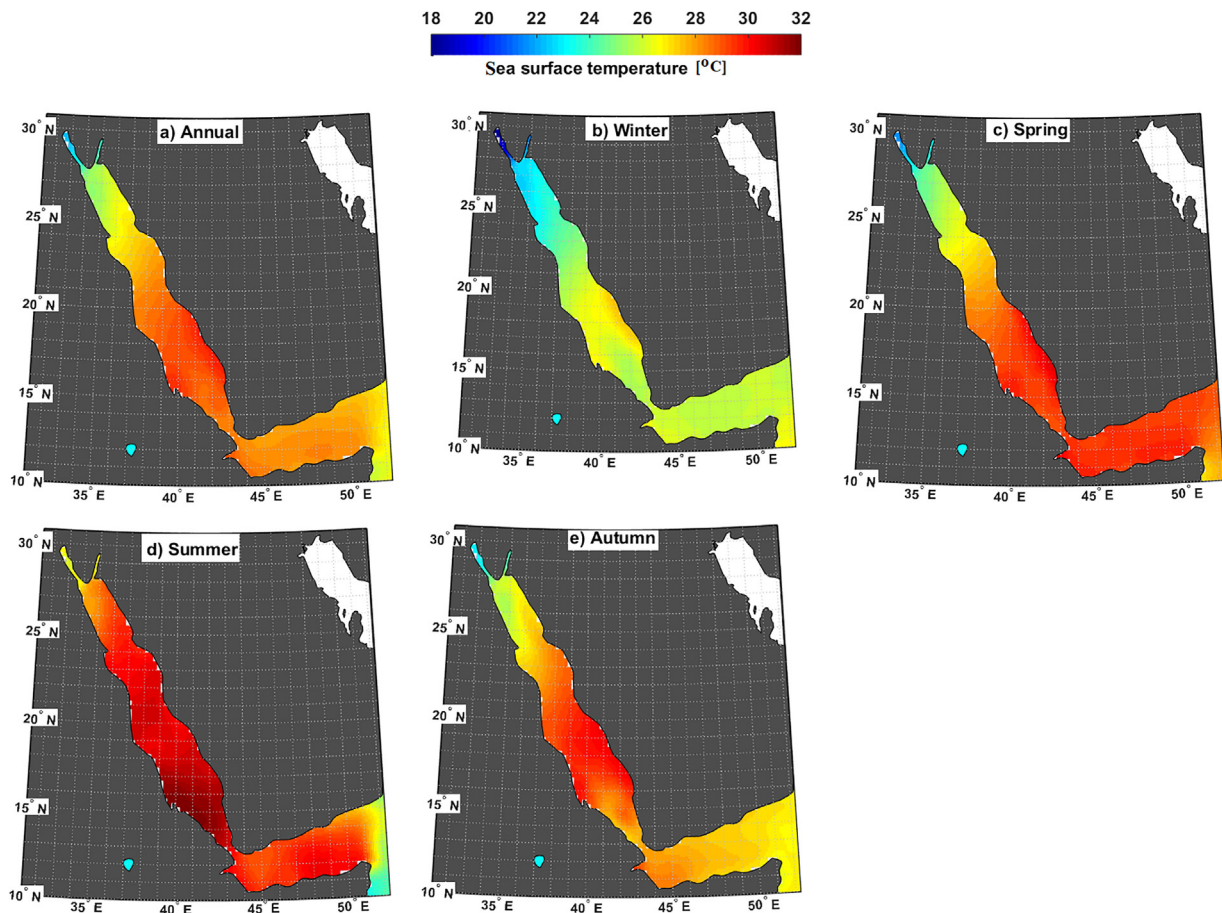 18 20 22 24 26 28 30 32
Sea surface temperature [°C]
a) Annual
30° N
25° N
20° N
15° N
10° N
35° E 40° E 45° E 50° E
b) Winter
30° N
25° N
20° N
15° N
10° N
35° E 40° E 45° E 50° E
c) Spring
30° N
25° N
20° N
15° N
10° N
35° E 40° E 45° E 50° E
d) Summer
30° N
25° N
20° N
15° N
10° N
35° E 40° E 45° E 50° E
e) Autumn
30° N
25° N
20° N
15° N
10° N
35° E 40° E 45° E 50° E